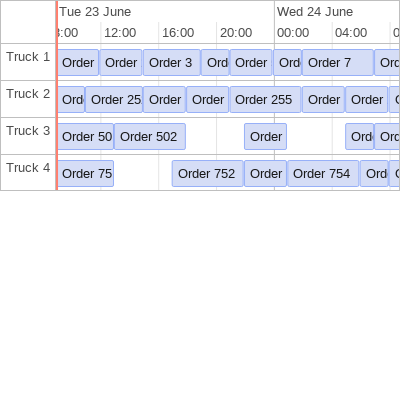 Tue 23 June Wed 24 June
:00 12:00 16:00 20:00 00:00 04:00
Truck 1 Order Order Order 3 Ord Order Ord Order 7 Ord
Truck 2 Ord Order 25 Order Order Order 255 Order Order
Truck 3 Order 50 Order 502 Order Ord Ord
Truck 4 Order 75 Order 752 Order Order 754 Ord